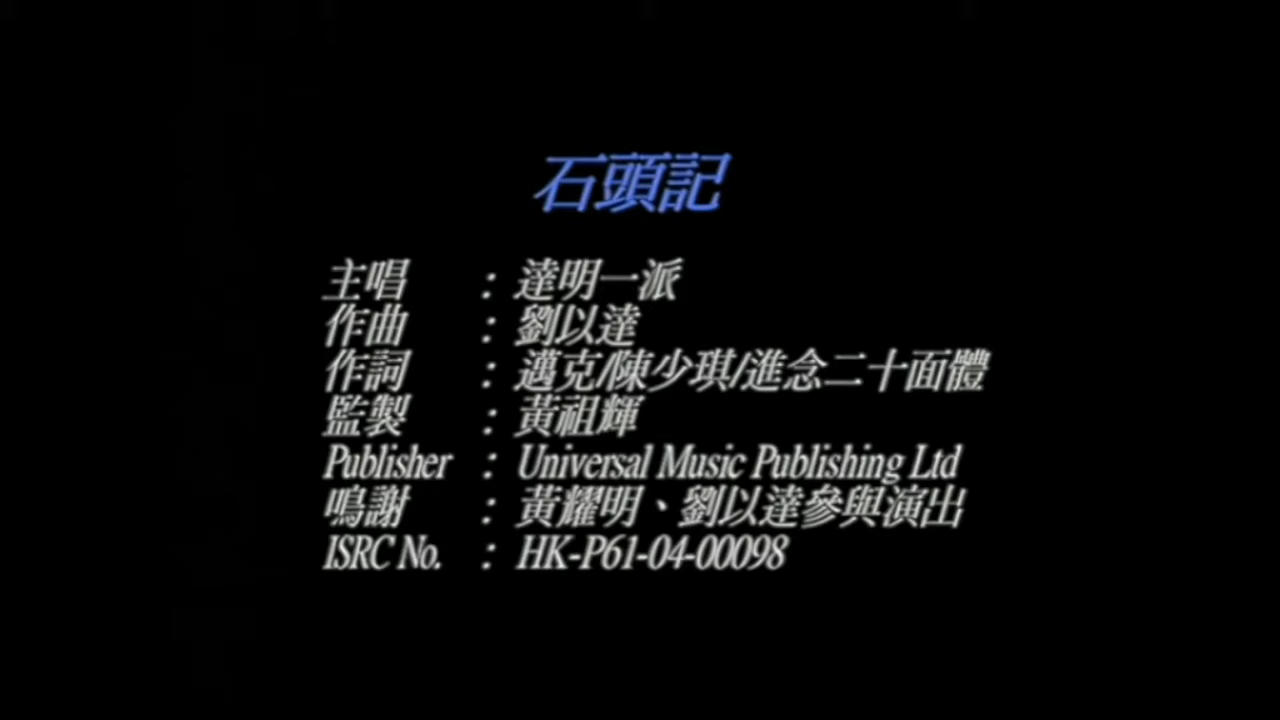 石頭記
主唱 : 達明一派
作曲 : 劉以達
作詞 : 邁克/陳少琪/進念二十面體
監製 : 黃祖輝
Publisher : Universal Music Publishing Ltd
鳴謝 : 黃耀明、劉以達參與演出
ISRC No. : HK-P61-04-00098